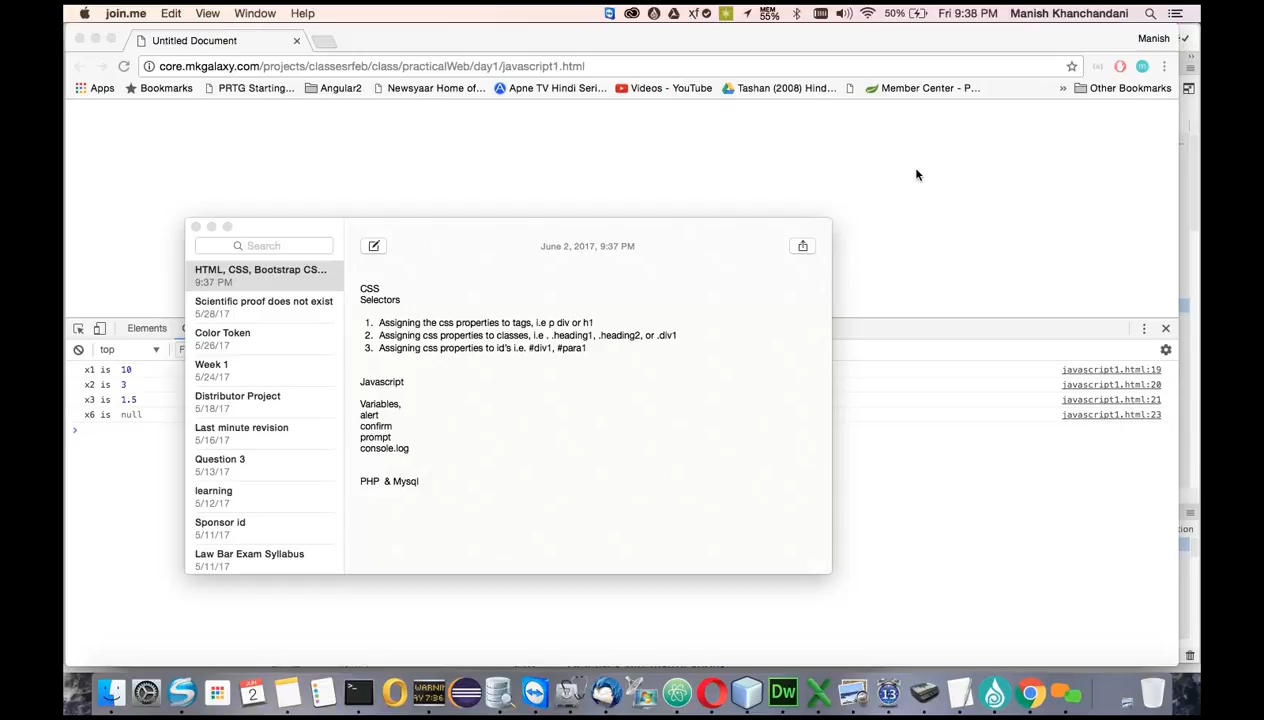 join.me Edit View Window Help
MEM 55%
50%
Fri 9:38 PM Manish Khanchandani
Untitled Document
Manish
core.mkgalaxy.com/projects/classesrfeb/class/practicalWeb/day1/javascript1.html
Apps Bookmarks PRTG Starting... Angular2 Newsyaar Home of... Apne TV Hindi Seri... Videos - YouTube Tashan (2008) Hind... Member Center - P... » Other Bookmarks
Search
June 2, 2017, 9:37 PM
HTML, CSS, Bootstrap CS...
9:37 PM
Scientific proof does not exist
5/28/17
Color Token
5/26/17
Week 1
5/24/17
Distributor Project
5/18/17
Last minute revision
5/16/17
Question 3
5/13/17
learning
5/12/17
Sponsor id
5/11/17
Law Bar Exam Syllabus
5/11/17
CSS
Selectors
1. Assigning the css properties to tags, i.e p div or h1
2. Assigning css properties to classes, i.e . .heading1, .heading2, or .div1
3. Assigning css properties to id's i.e. #div1, #para1
Javascript
Variables,
alert
confirm
prompt
console.log
PHP & Mysql
Elements
top
x1 is 10
javascript1.html:19
x2 is 3
javascript1.html:20
x3 is 1.5
javascript1.html:21
x6 is null
javascript1.html:23
>
2
WARNIN
13
Dw